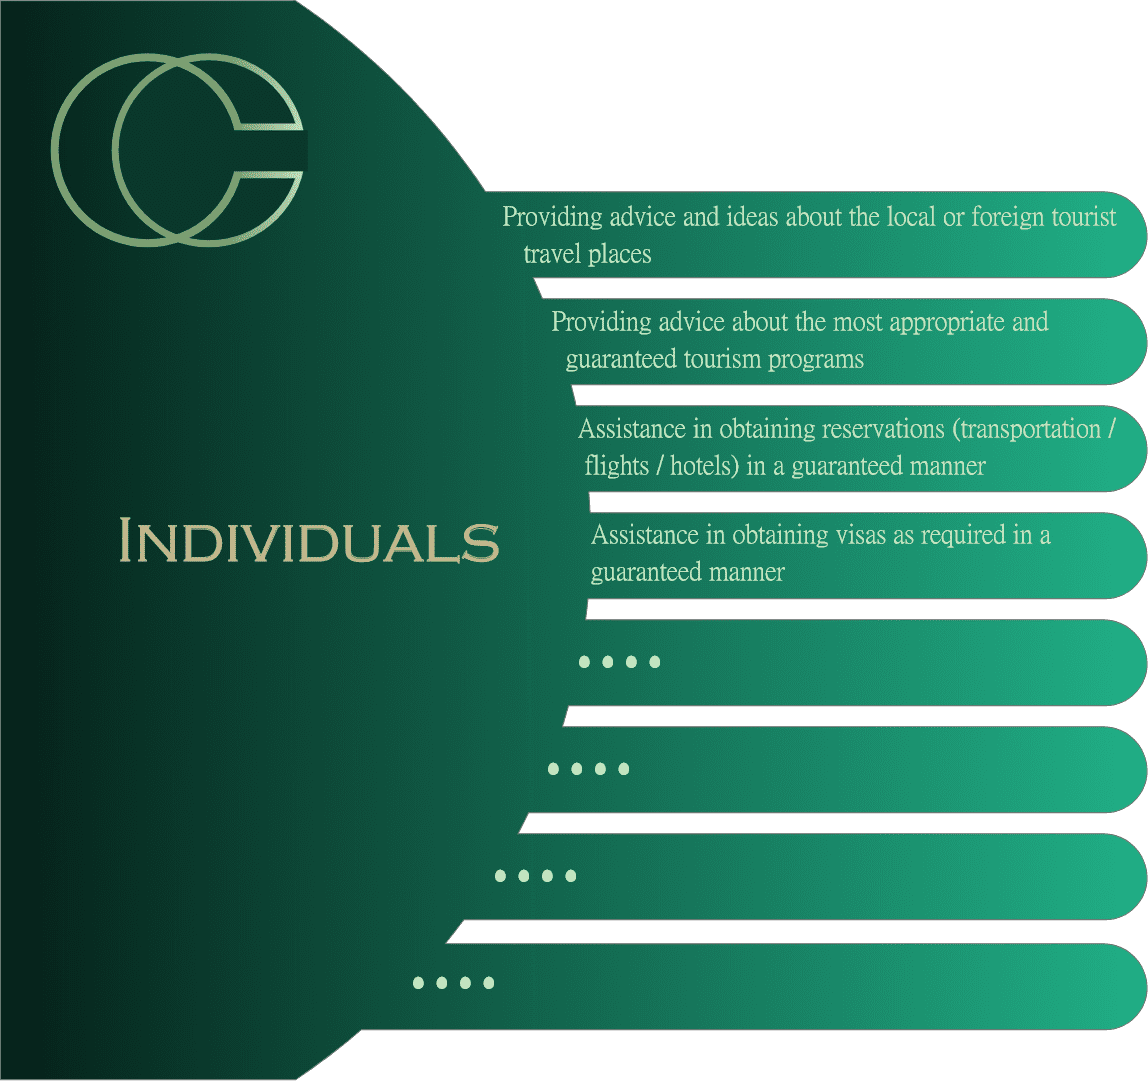 Providing advice and ideas about the local or foreign tourist
travel places
Providing advice about the most appropriate and
guaranteed tourism programs
Assistance in obtaining reservations (transportation /
flights / hotels) in a guaranteed manner
INDIVIDUALS
Assistance in obtaining visas as required in a
guaranteed manner
• • • •
• • • •
• • • •
• • • •